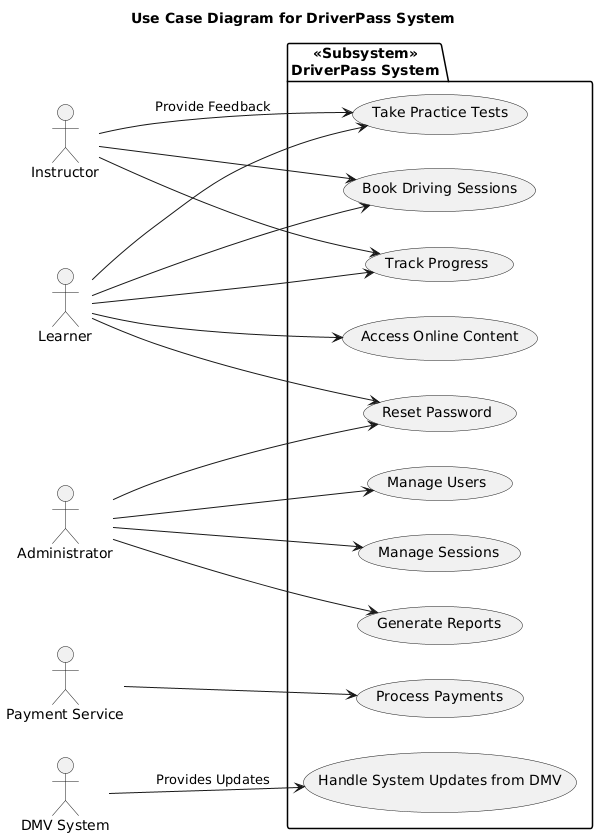 Use Case Diagram for DriverPass System
«Subsystem»
DriverPass System
Provide Feedback
Take Practice Tests
Instructor
Book Driving Sessions
Track Progress
Learner
Access Online Content
Reset Password
Manage Users
Administrator
Manage Sessions
Generate Reports
Payment Service
Process Payments
Provides Updates
Handle System Updates from DMV
DMV System